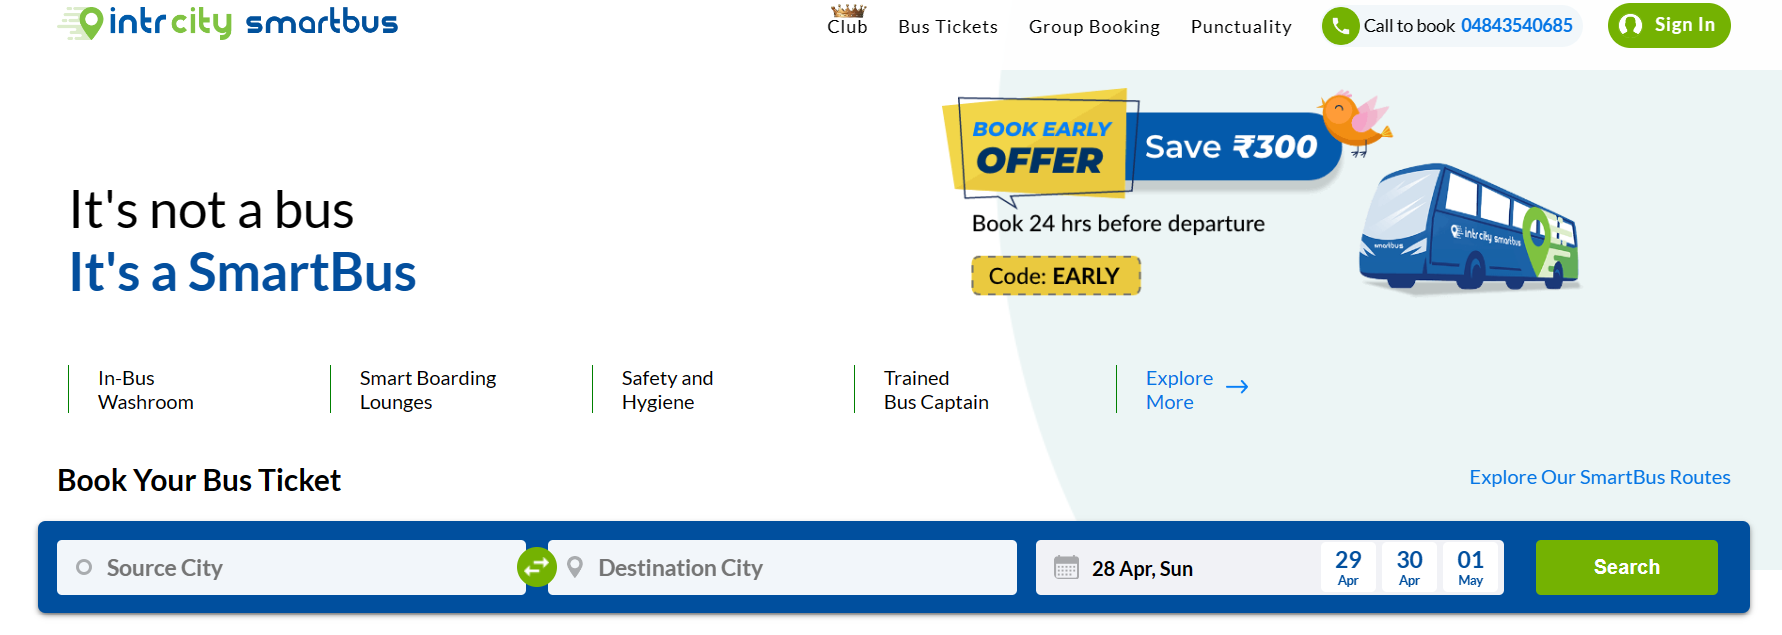 intrcity smartbus
Club
Bus Tickets
Group Booking
Punctuality
Call to book 04843540685
Sign In
BOOK EARLY
OFFER
Save ₹300
Book 24 hrs before departure
Code: EARLY
smartbus
intrcity smartbus
It's not a bus
It's a SmartBus
In-Bus
Washroom
Smart Boarding
Lounges
Safety and
Hygiene
Trained
Bus Captain
Explore
More
Book Your Bus Ticket
Explore Our SmartBus Routes
Source City
Destination City
28 Apr, Sun
29
Apr
30
Apr
01
May
Search